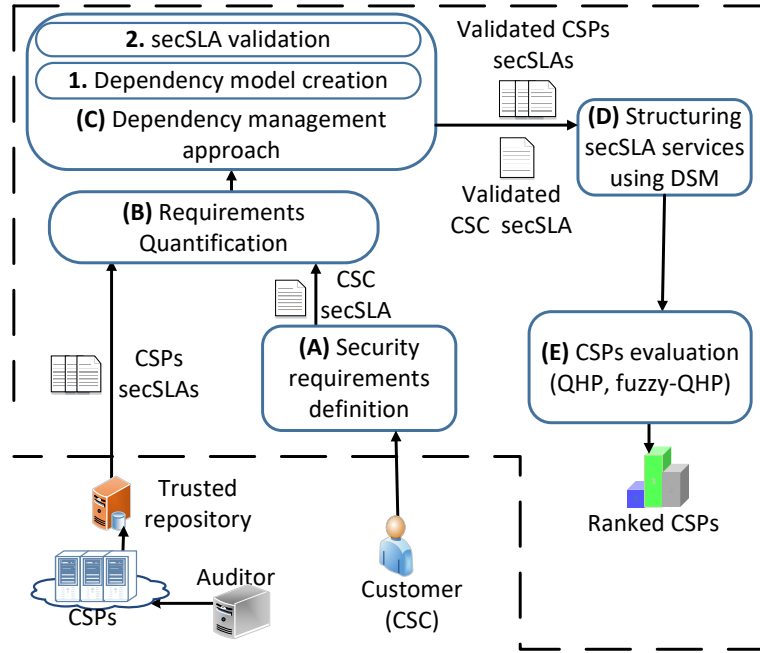 2. secSLA validation
1. Dependency model creation
(C) Dependency management
approach
Validated CSPs
secSLAs
Validated
CSC secSLA
(D) Structuring
secSLA services
using DSM
(B) Requirements
Quantification
CSC
secSLA
CSPs
secSLAs
(A) Security
requirements
definition
(E) CSPs evaluation
(QHP, fuzzy-QHP)
Ranked CSPs
Trusted
repository
Auditor
CSPs
Customer
(CSC)